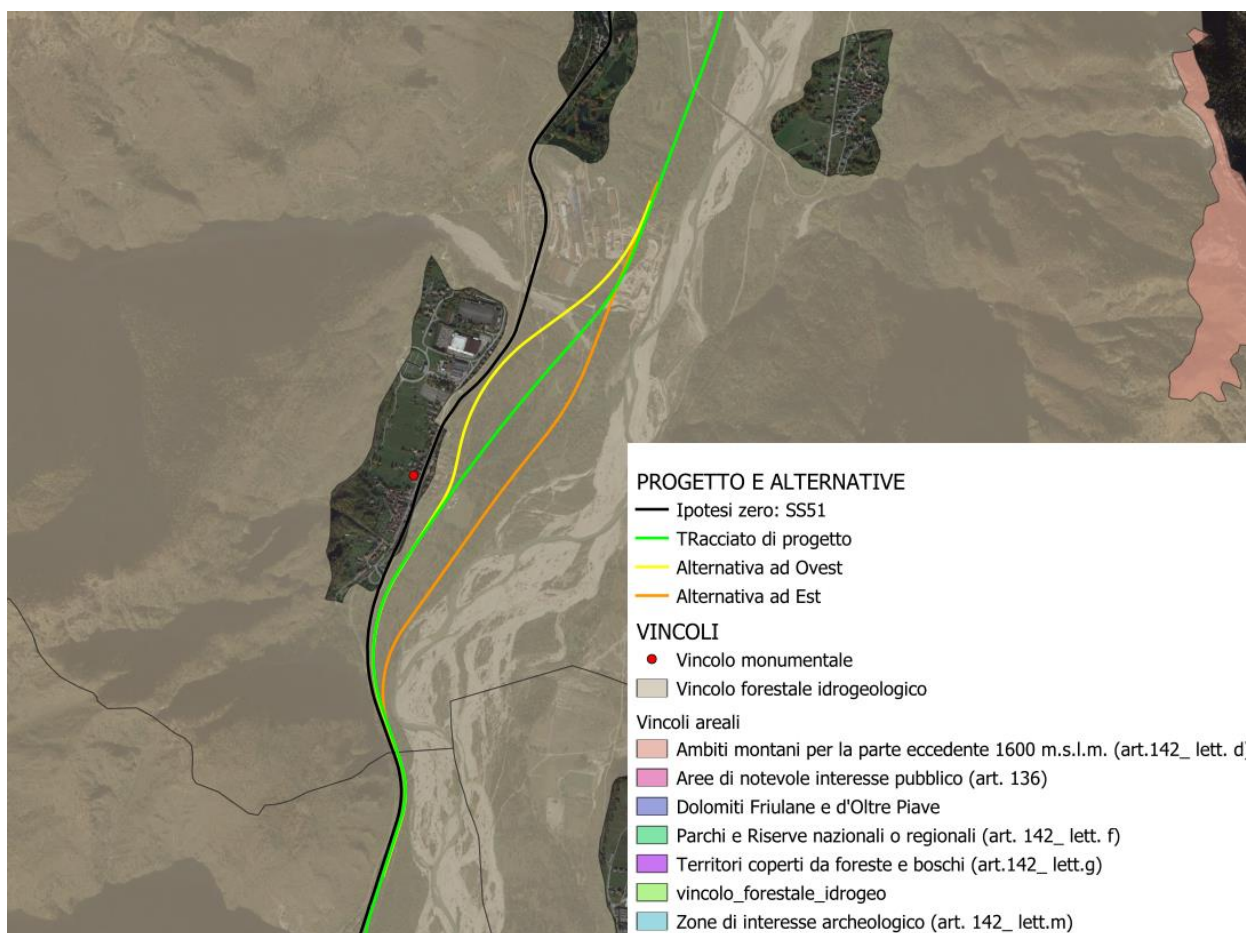 PROGETTO E ALTERNATIVE
Ipotesi zero: SS51
TRacciato di progetto
Alternativa ad Ovest
Alternativa ad Est
VINCOLI
Vincolo monumentale
Vincolo forestale idrogeologico
Vincoli areali
Ambiti montani per la parte eccedente 1600 m.s.l.m. (art.142_ lett. d)
Aree di notevole interesse pubblico (art. 136)
Dolomiti Friulane e d'Oltre Piave
Parchi e Riserve nazionali o regionali (art. 142_ lett. f)
Territori coperti da foreste e boschi (art.142_ lett.g)
vincolo_forestale_idrogeo
Zone di interesse archeologico (art. 142_ lett.m)